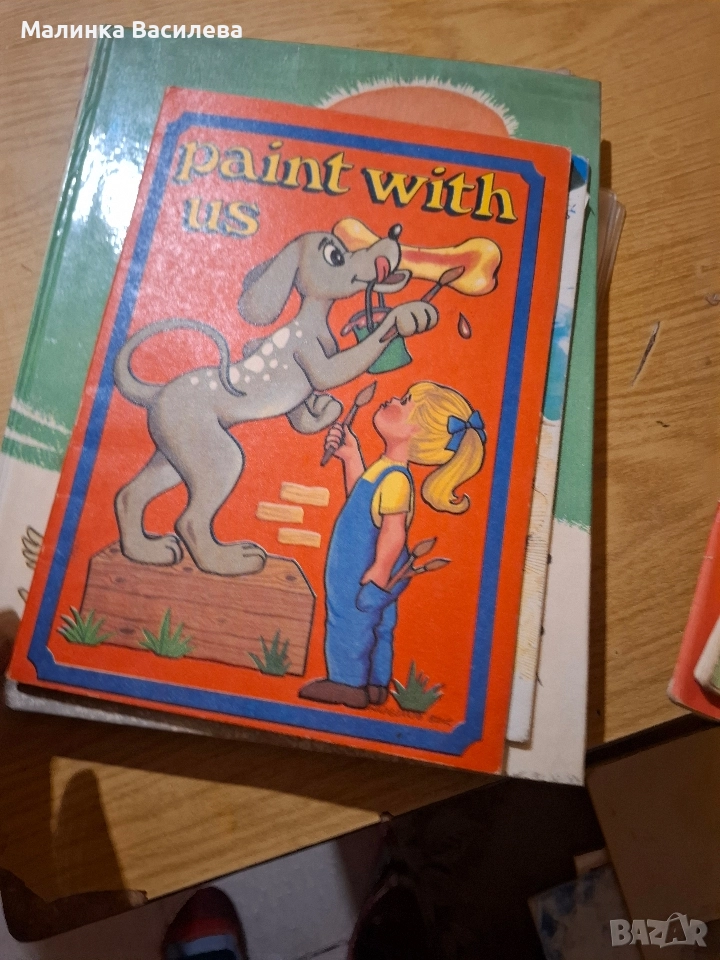 Малинка Василева
paint with
us
BAZAR